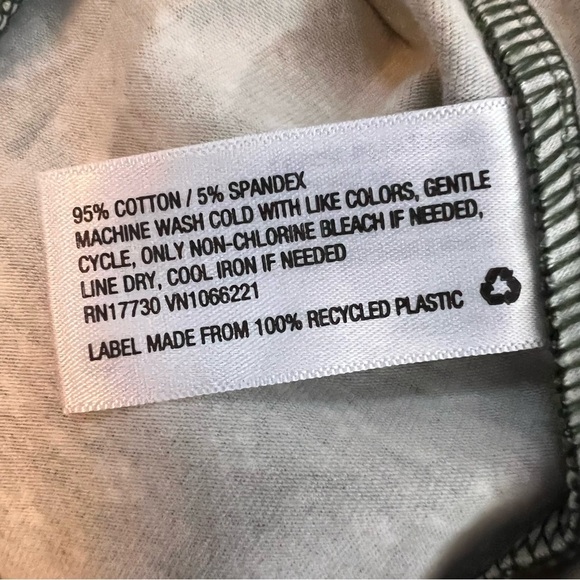 95% COTTON / 5% SPANDEX
MACHINE WASH COLD WITH LIKE COLORS, GENTLE
CYCLE, ONLY NON-CHLORINE BLEACH IF NEEDED,
LINE DRY, COOL IRON IF NEEDED
RN17730 VN1066221
LABEL MADE FROM 100% RECYCLED PLASTIC